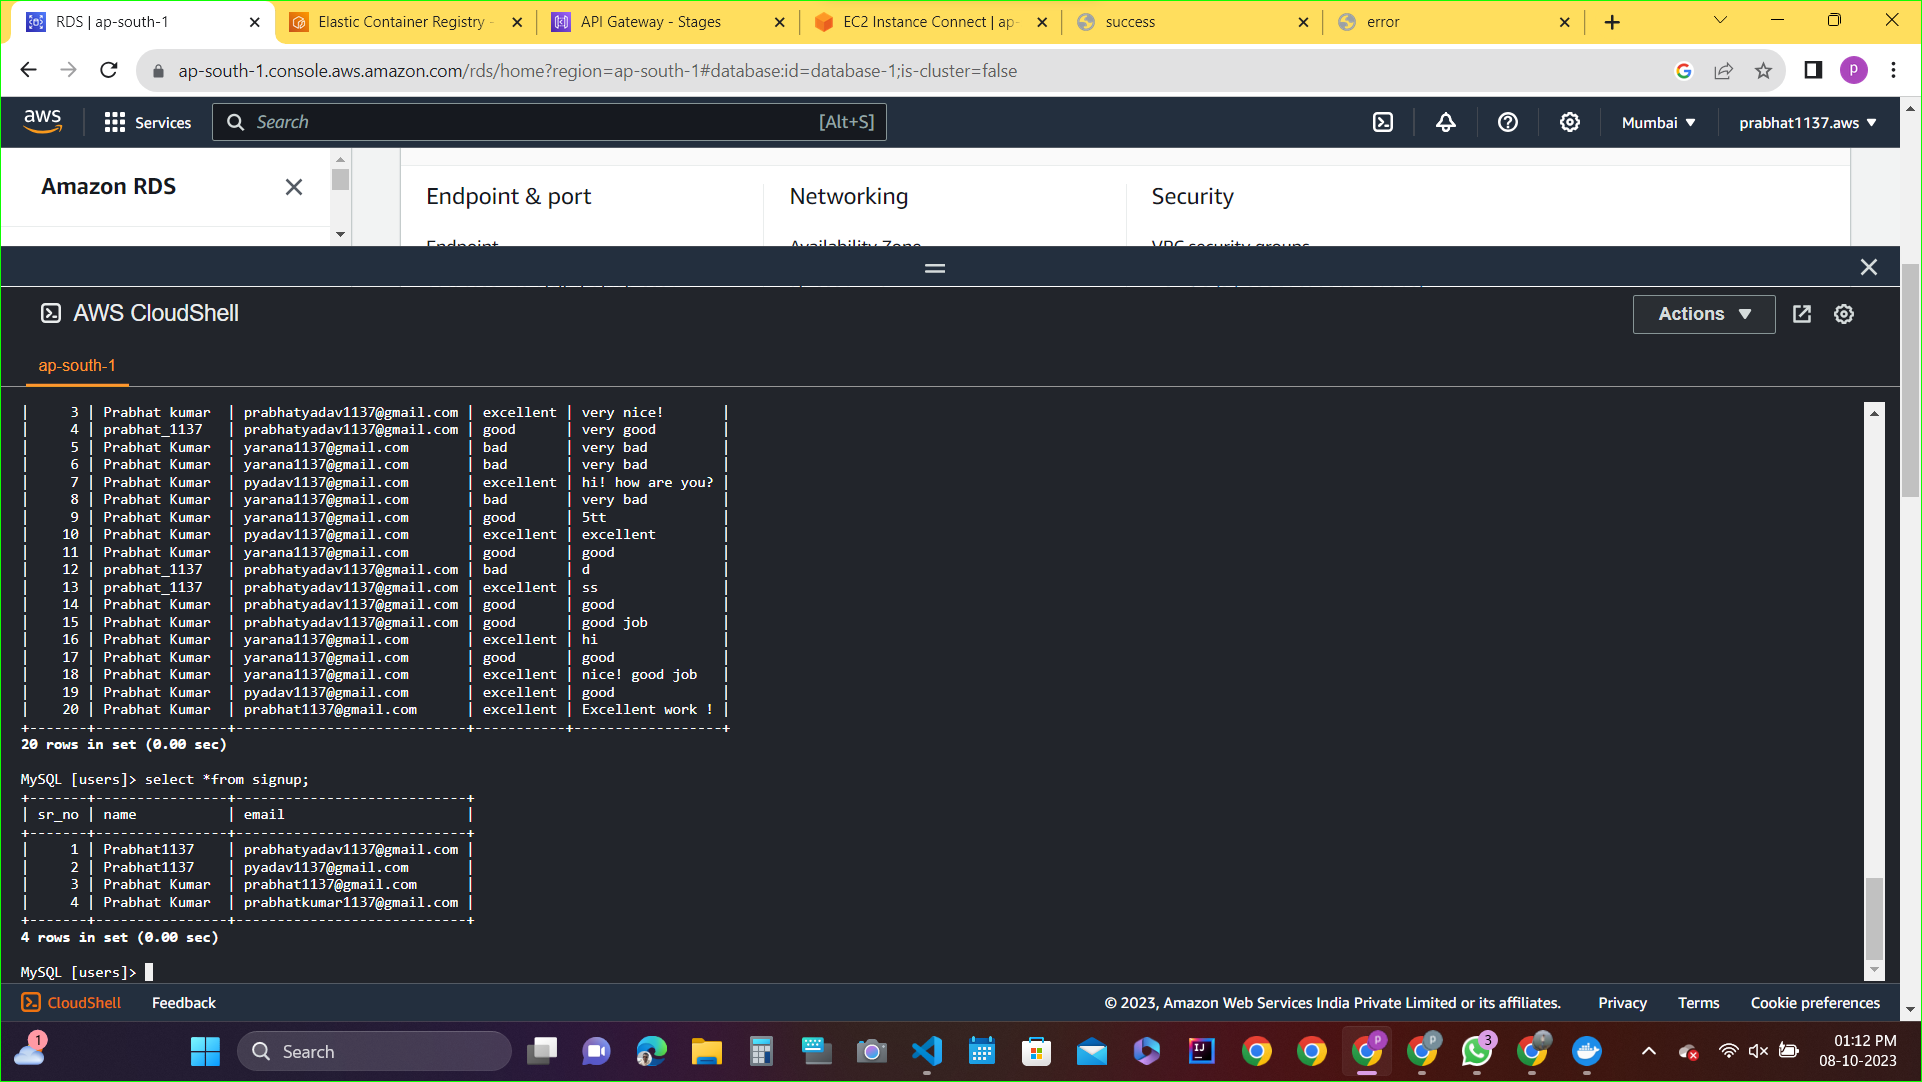 RDS | ap-south-1
Elastic Container Registry -
API Gateway - Stages
EC2 Instance Connect | ap-
success
error
ap-south-1.console.aws.amazon.com/rds/home?region=ap-south-1#database:id=database-1;is-cluster=false
P
aws
Services
Search
[Alt+S]
Mumbai
prabhat1137.aws
Amazon RDS
Endpoint & port
Networking
Security
Endpoint
Availability Zone
VPC security groups
AWS CloudShell
Actions
ap-south-1
| 3 | Prabhat kumar | prabhatyadav1137@gmail.com | excellent | very nice! |
| 4 | prabhat_1137 | prabhatyadav1137@gmail.com | good | very good |
| 5 | Prabhat Kumar | yarana1137@gmail.com | bad | very bad |
| 6 | Prabhat Kumar | yarana1137@gmail.com | bad | very bad |
| 7 | Prabhat Kumar | pyadav1137@gmail.com | excellent | hi! how are you? |
| 8 | Prabhat Kumar | yarana1137@gmail.com | bad | very bad |
| 9 | Prabhat Kumar | yarana1137@gmail.com | good | 5tt |
| 10 | Prabhat Kumar | pyadav1137@gmail.com | excellent | excellent |
| 11 | Prabhat Kumar | yarana1137@gmail.com | good | good |
| 12 | prabhat_1137 | prabhatyadav1137@gmail.com | bad | d |
| 13 | prabhat_1137 | prabhatyadav1137@gmail.com | excellent | ss |
| 14 | Prabhat Kumar | prabhatyadav1137@gmail.com | good | good |
| 15 | Prabhat Kumar | prabhatyadav1137@gmail.com | good | good job |
| 16 | Prabhat Kumar | yarana1137@gmail.com | excellent | hi |
| 17 | Prabhat Kumar | yarana1137@gmail.com | good | good |
| 18 | Prabhat Kumar | yarana1137@gmail.com | excellent | nice! good job |
| 19 | Prabhat Kumar | pyadav1137@gmail.com | excellent | good |
| 20 | Prabhat Kumar | prabhat1137@gmail.com | excellent | Excellent work ! |
+-------+----------------+----------------------------+-----------+------------------+
20 rows in set (0.00 sec)
MySQL [users]> select *from signup;
+-------+----------------+----------------------------+
| sr_no | name | email |
+-------+----------------+----------------------------+
| 1 | Prabhat1137 | prabhatyadav1137@gmail.com |
| 2 | Prabhat1137 | pyadav1137@gmail.com |
| 3 | Prabhat Kumar | prabhat1137@gmail.com |
| 4 | Prabhat Kumar | prabhatkumar1137@gmail.com |
+-------+----------------+----------------------------+
4 rows in set (0.00 sec)
MySQL [users]>
CloudShell
Feedback
© 2023, Amazon Web Services India Private Limited or its affiliates.
Privacy
Terms
Cookie preferences
1
Search
P
P
3
01:12 PM
08-10-2023